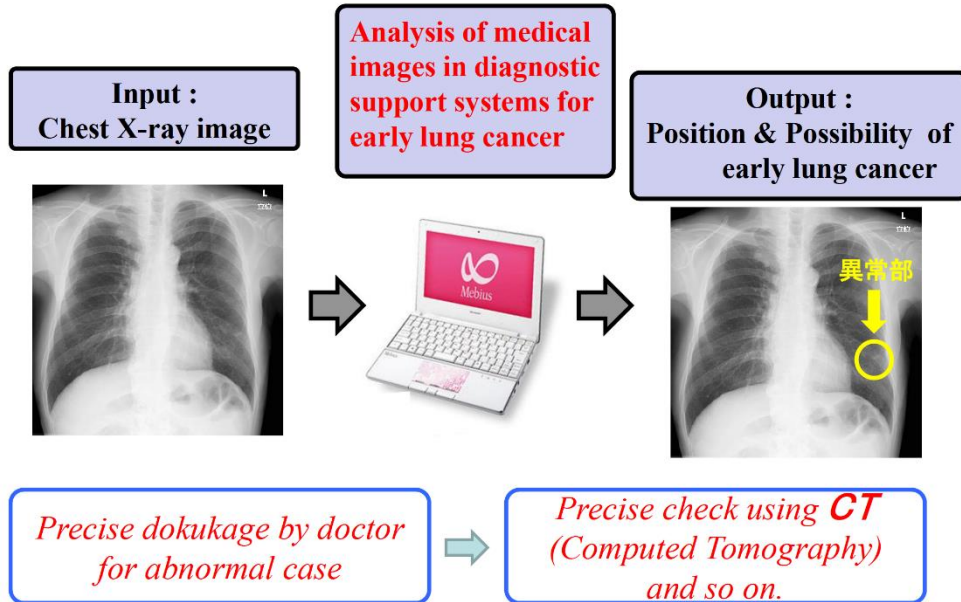 Input :
Chest X-ray image
Analysis of medical
images in diagnostic
support systems for
early lung cancer
Output :
Position & Possibility of
early lung cancer
L
Mebius
L
異常部
Precise dokukage by doctor
for abnormal case
Precise check using CT
(Computed Tomography)
and so on.